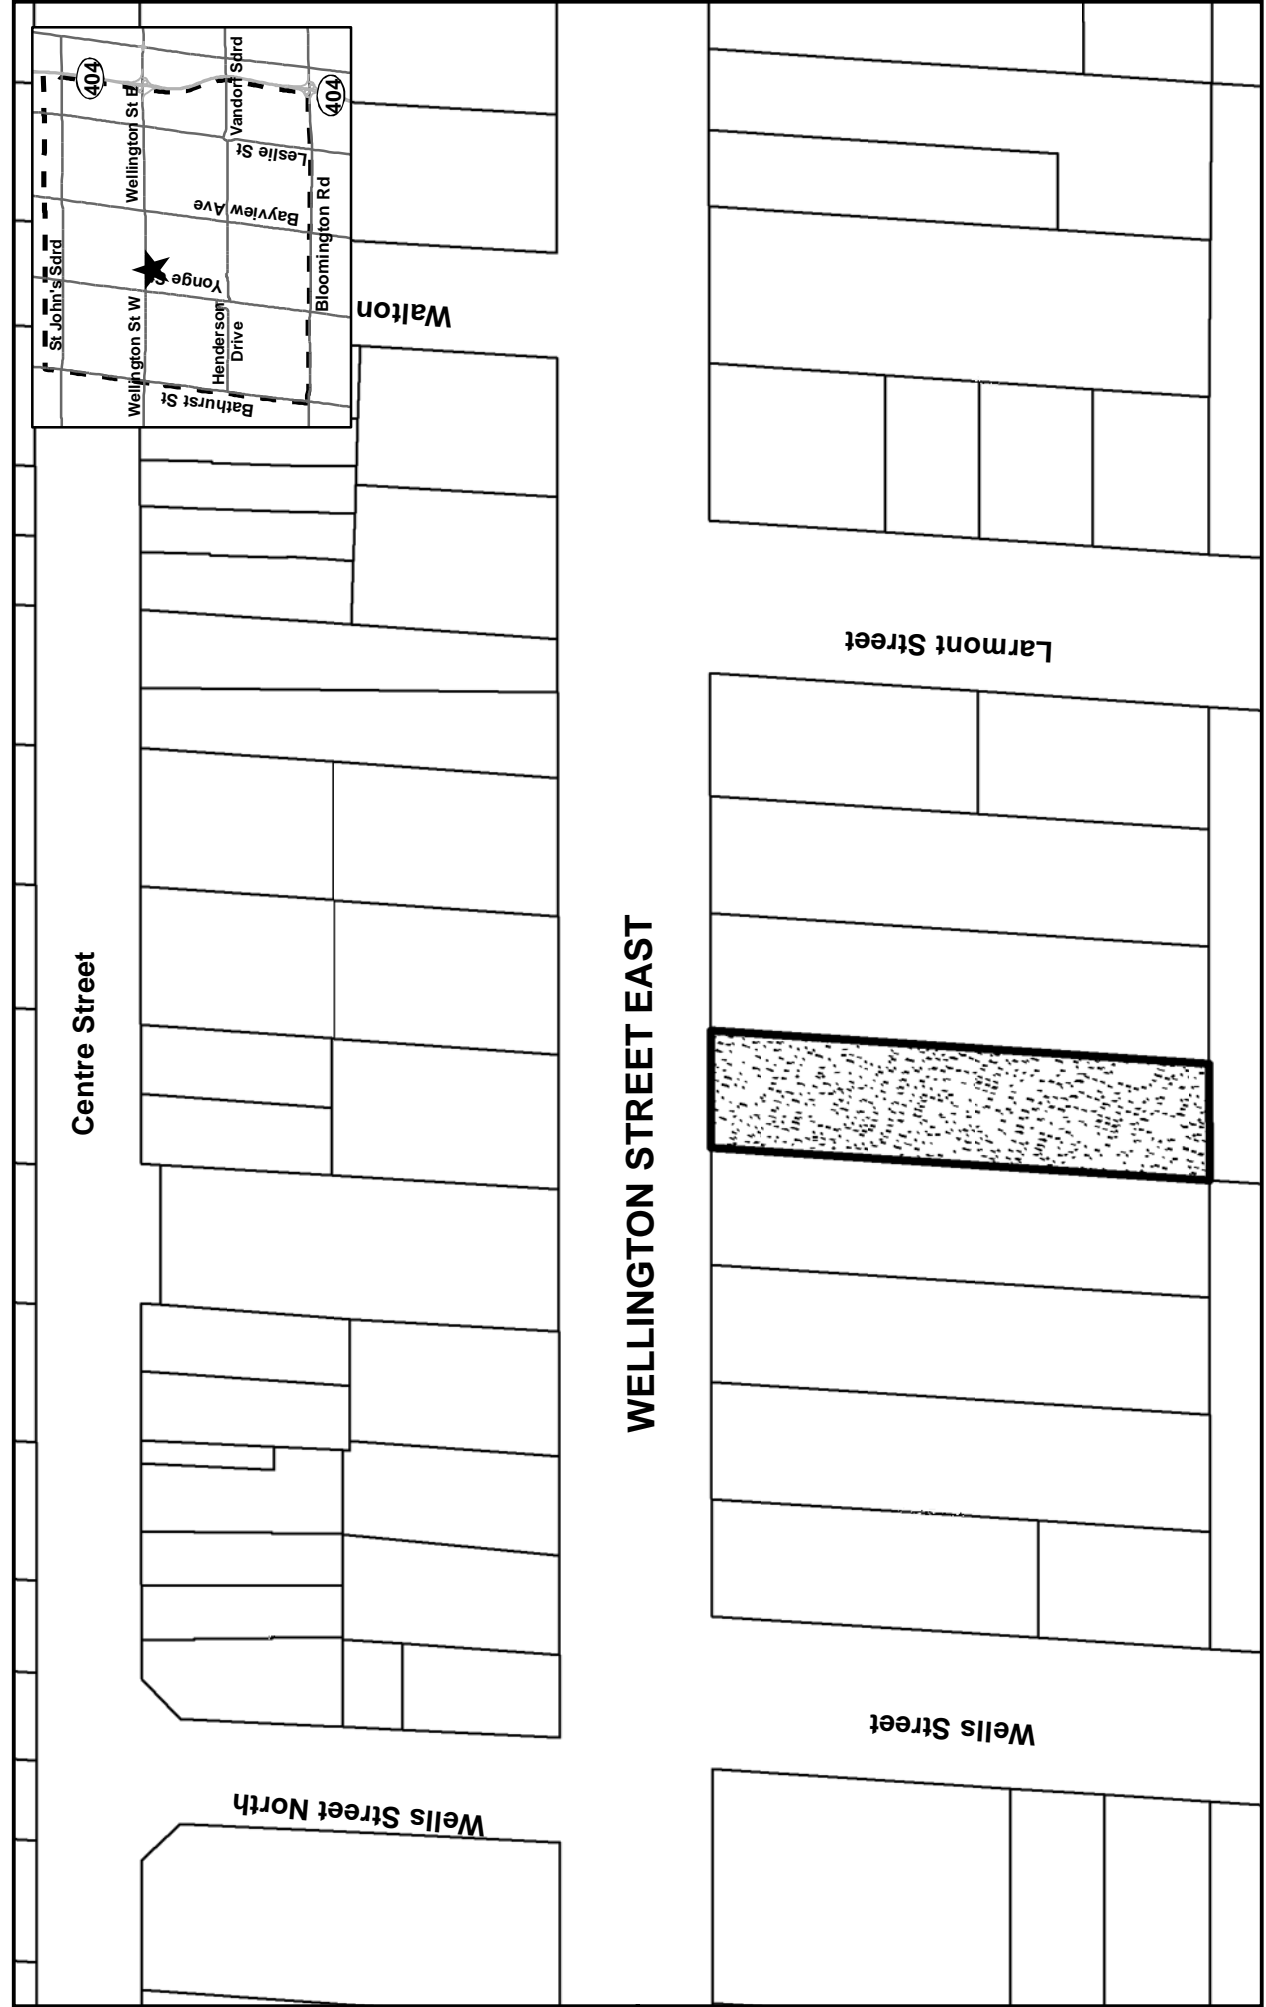 404
404
Wellington St E
Vandorf Sdrd
Leslie St
Bayview Ave
Bloomington Rd
St John's Sdrd
Yonge St
Wellington St W
Henderson
Drive
Bathurst St
Walton
Larmont Street
Centre Street
WELLINGTON STREET EAST
Wells Street
Wells Street North